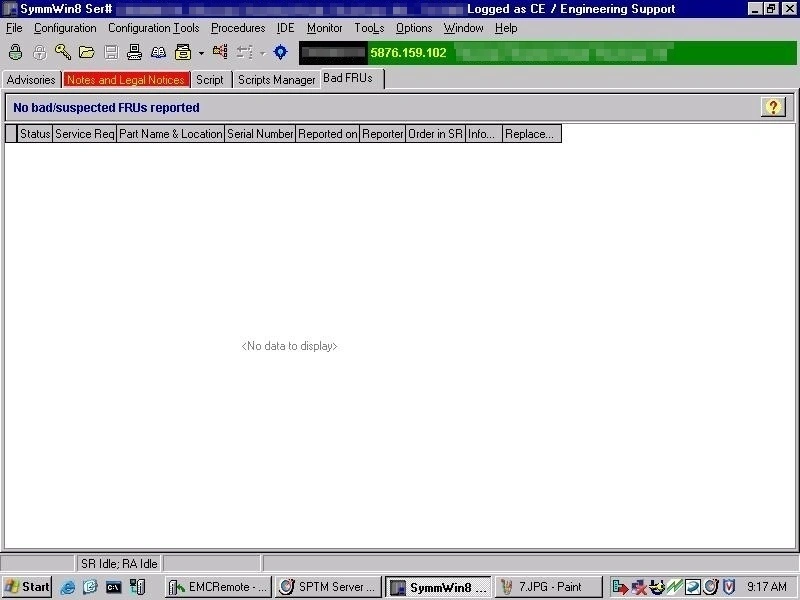 SymmWin8 Ser# Logged as CE / Engineering Support
File Configuration Configuration Tools Procedures IDE Monitor TooLs Options Window Help
5876.159.102
Advisories Notes and Legal Notices Script Scripts Manager Bad FRUs
No bad/suspected FRUs reported
?
Status Service Req Part Name & Location Serial Number Reported on Reporter Order in SR Info... Replace...
<No data to display>
SR Idle; RA Idle
Start EMCRemote - ... SPTM Server ... SymmWin8 ... 7.JPG - Paint 9:17 AM